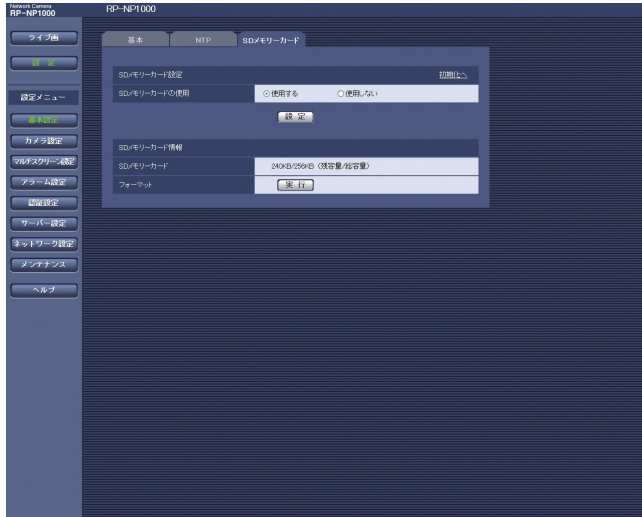 Network Camera
RP-NP1000
RP-NP1000
ライブ画
設 定
設定メニュー
基本設定
カメラ設定
マルチスクリーン設定
アラーム設定
認証設定
サーバー設定
ネットワーク設定
メンテナンス
ヘルプ
基本 NTP SDメモリーカード
SDメモリーカード設定 初期化へ
SDメモリーカードの使用 使用する 使用しない
設 定
SDメモリーカード情報
SDメモリーカード 240KB/256KB (残容量/総容量)
フォーマット 実 行